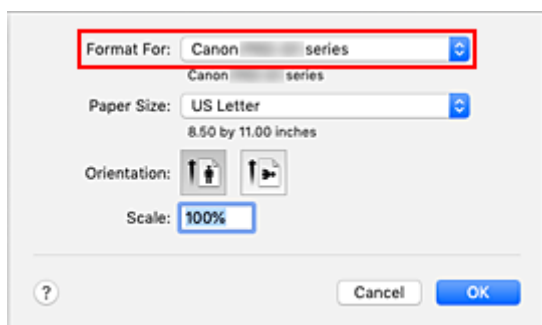 Format For: Canon series
Canon series
Paper Size: US Letter
8.50 by 11.00 inches
Orientation:
Scale: 100%
? Cancel OK